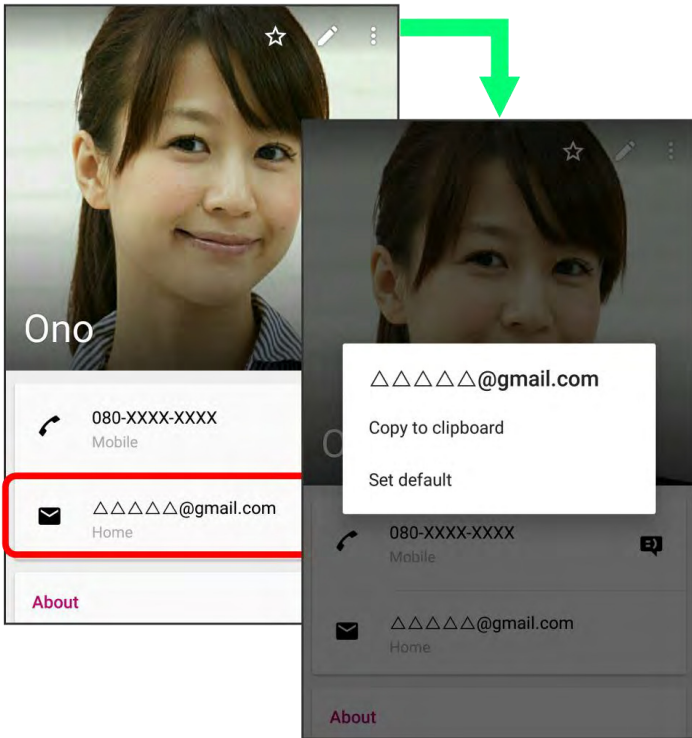 Ono
080-XXXX-XXXX
Mobile
△△△△△@gmail.com
Home
About
△△△△△@gmail.com
Copy to clipboard
Set default
O
080-XXXX-XXXX
Mobile
△△△△△@gmail.com
Home
About